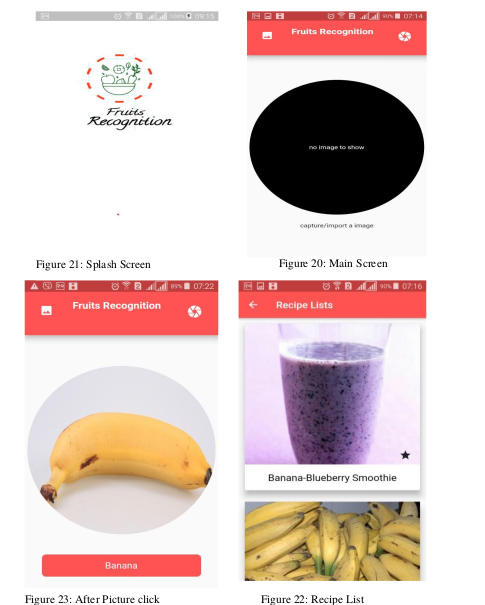 100% 09:15
Fruits
Recognition
Figure 21: Splash Screen
90% 07:14
Fruits Recognition
no image to show
capture/import a image
Figure 20: Main Screen
89% 07:22
Fruits Recognition
Banana
Figure 23: After Picture click
90% 07:16
Recipe Lists
Banana-Blueberry Smoothie
Figure 22: Recipe List